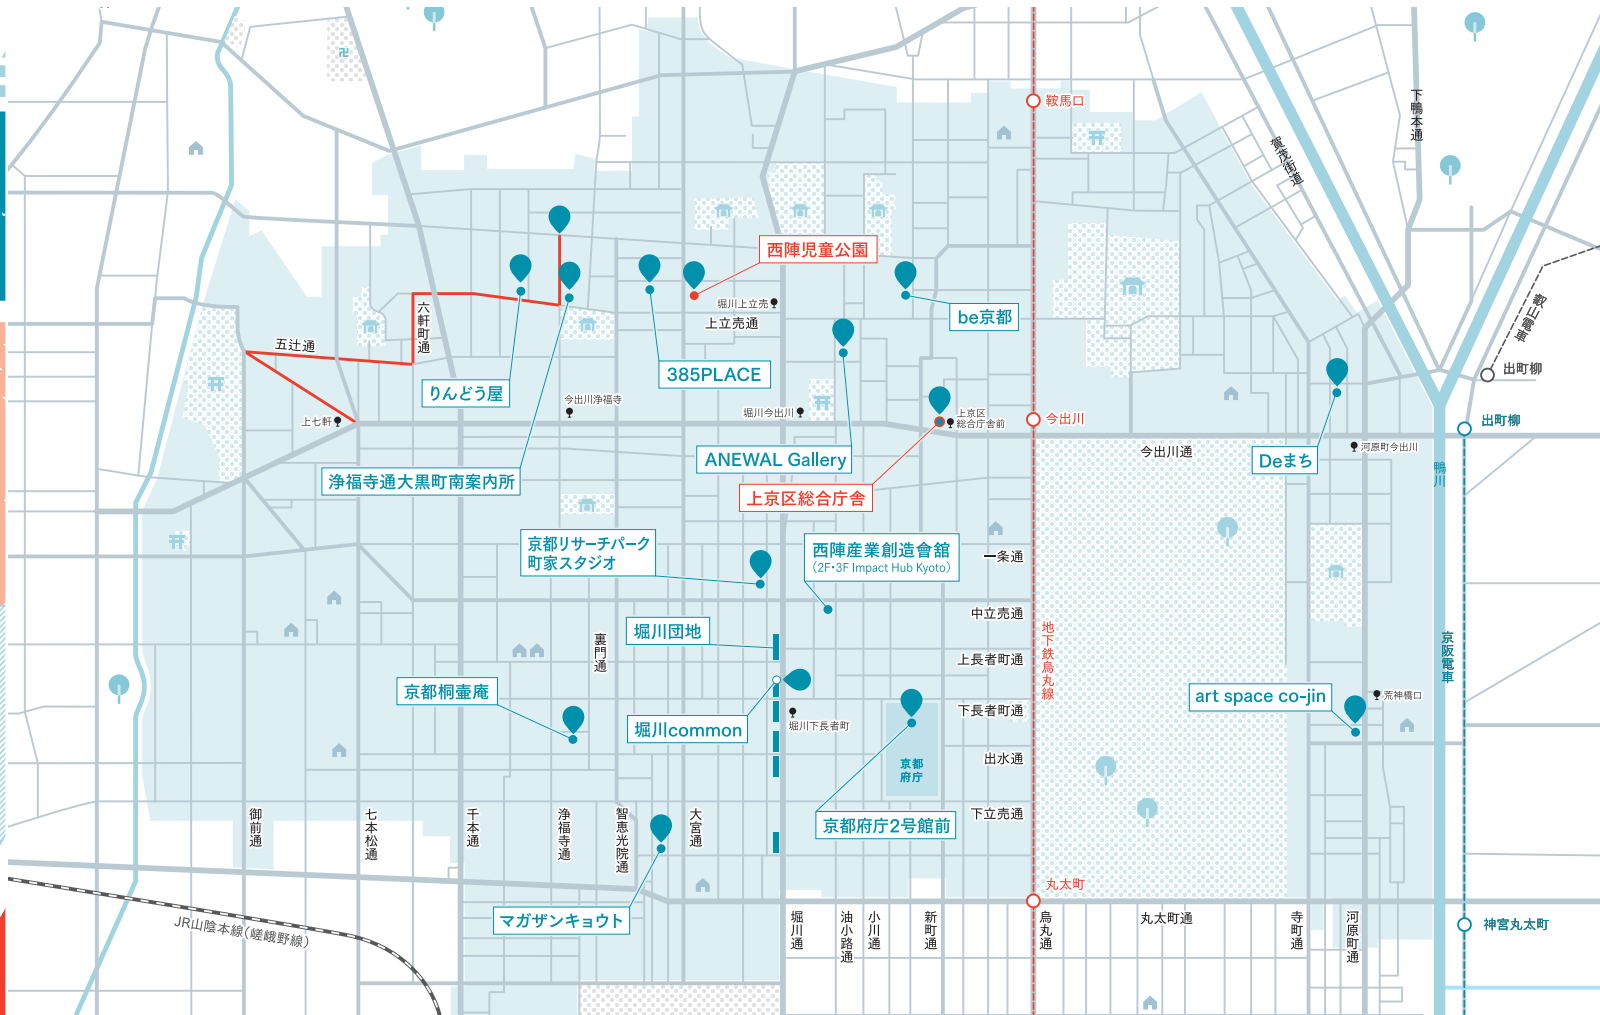 鞍馬口
下鴨本通
賀茂街道
西陣児童公園
堀川上立売
上立売通
be京都
六軒町通
五辻通
叡山電車
出町柳
385PLACE
りんどう屋
今出川浄福寺
堀川今出川
上七軒
上京区
総合庁舎前
今出川
出町柳
今出川通
河原町今出川
Deまち
ANEWAL Gallery
鴨川
浄福寺通大黒町南案内所
上京区総合庁舎
京都リサーチパーク
町家スタジオ
西陣産業創造會舘
(2F・3F Impact Hub Kyoto)
一条通
中立売通
堀川団地
裏門通
地下鉄烏丸線
京阪電車
上長者町通
京都桐壷庵
art space co-jin
荒神橋口
下長者町通
堀川common
堀川下長者町
出水通
京都
府庁
下立売通
京都府庁2号館前
御前通
七本松通
千本通
浄福寺通
智恵光院通
大宮通
丸太町
マガザンキョウト
堀川通
油小路通
小川通
新町通
烏丸通
丸太町通
寺町通
河原町通
神宮丸太町
JR山陰本線(嵯峨野線)